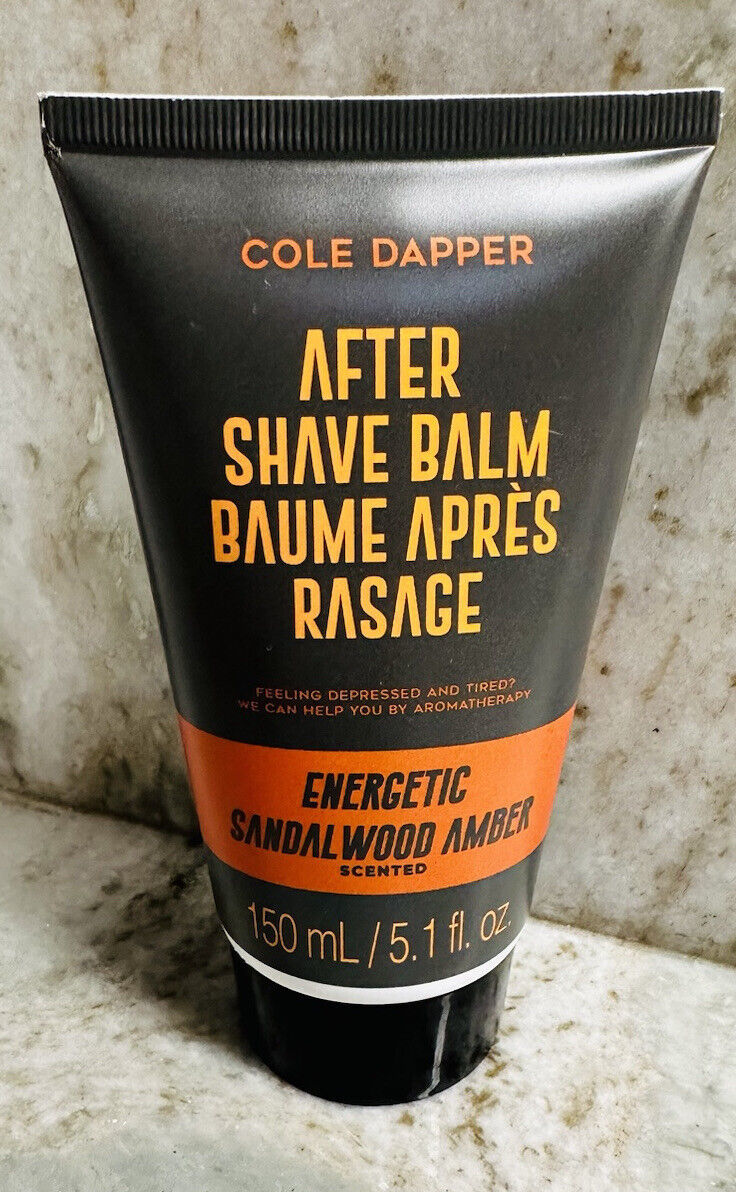 COLE DAPPER
AFTER
SHAVE BALM
BAUME APRÈS
RASAGE
FEELING DEPRESSED AND TIRED?
WE CAN HELP YOU BY AROMATHERAPY
ENERGETIC
SANDALWOOD AMBER
SCENTED
150 mL / 5.1 fl. oz.